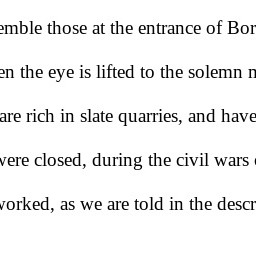 emble those at the entrance of Bor
en the eye is lifted to the solemn
are rich in slate quarries, and have
were closed, during the civil wars
worked, as we are told in the descr